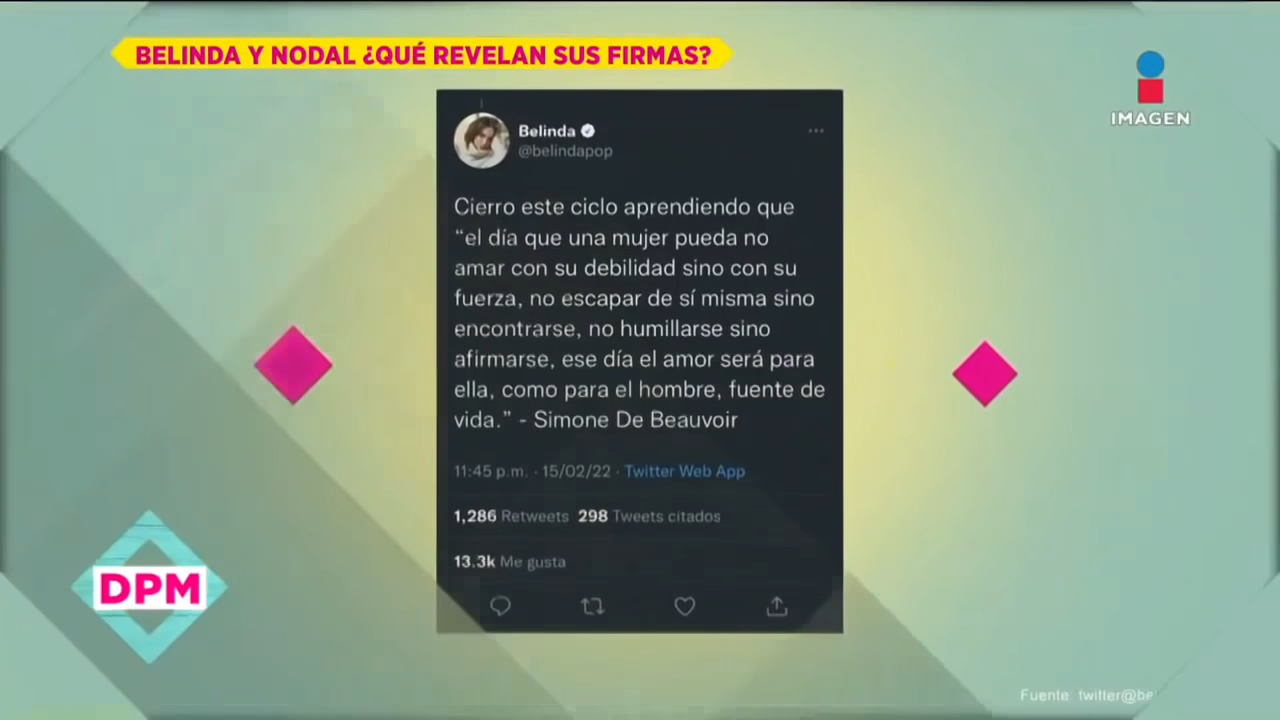 BELINDA Y NODAL ¿QUÉ REVELAN SUS FIRMAS?
IMAGEN
Belinda
@belindapop
Cierro este ciclo aprendiendo que
“el día que una mujer pueda no
amar con su debilidad sino con su
fuerza, no escapar de sí misma sino
encontrarse, no humillarse sino
afirmarse, ese día el amor será para
ella, como para el hombre, fuente de
vida.” - Simone De Beauvoir
11:45 p.m. · 15/02/22 · Twitter Web App
1,286 Retweets 298 Tweets citados
13.3k Me gusta
DPM
Fuente: twitter@be